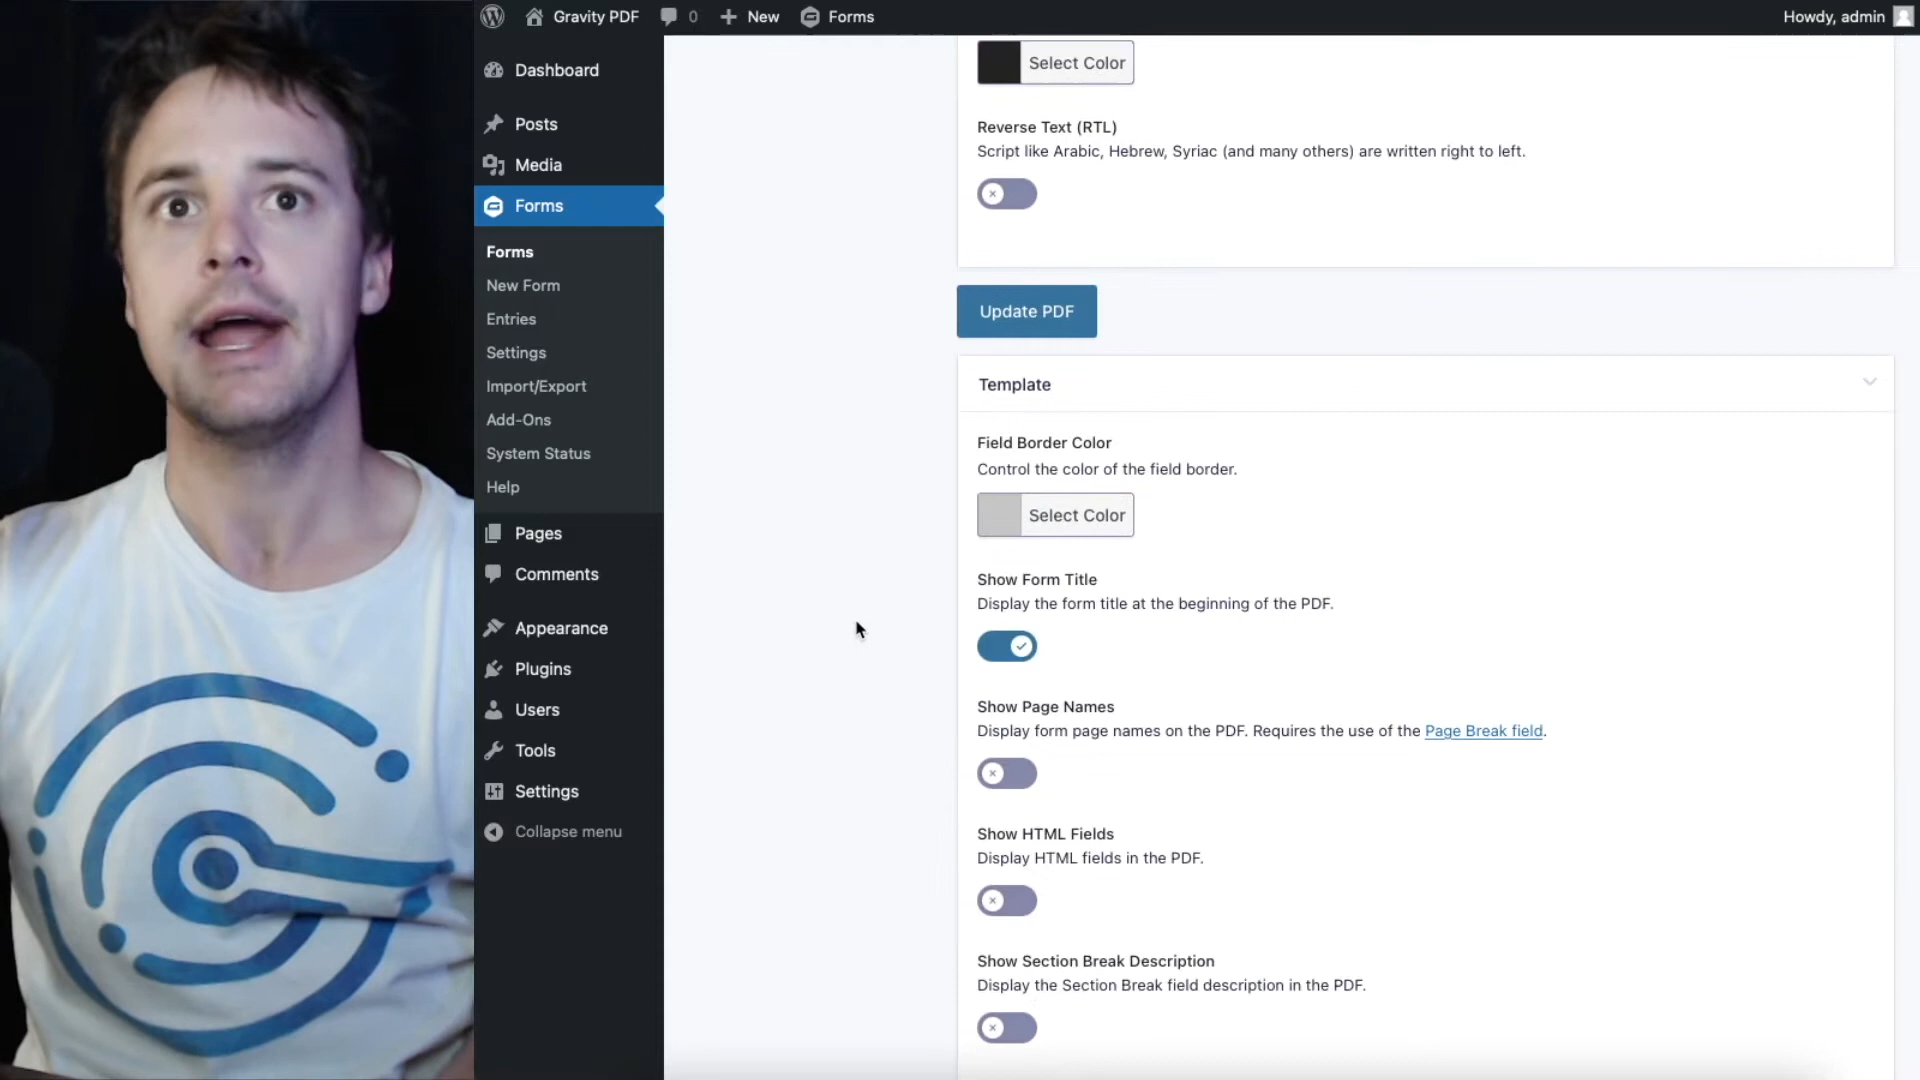 Gravity PDF
0
New
Forms
Howdy, admin
Dashboard
Posts
Media
Forms
Forms
New Form
Entries
Settings
Import/Export
Add-Ons
System Status
Help
Pages
Comments
Appearance
Plugins
Users
Tools
Settings
Collapse menu
Select Color
Reverse Text (RTL)
Script like Arabic, Hebrew, Syriac (and many others) are written right to left.
Update PDF
Template
Field Border Color
Control the color of the field border.
Select Color
Show Form Title
Display the form title at the beginning of the PDF.
Show Page Names
Display form page names on the PDF. Requires the use of the Page Break field.
Show HTML Fields
Display HTML fields in the PDF.
Show Section Break Description
Display the Section Break field description in the PDF.